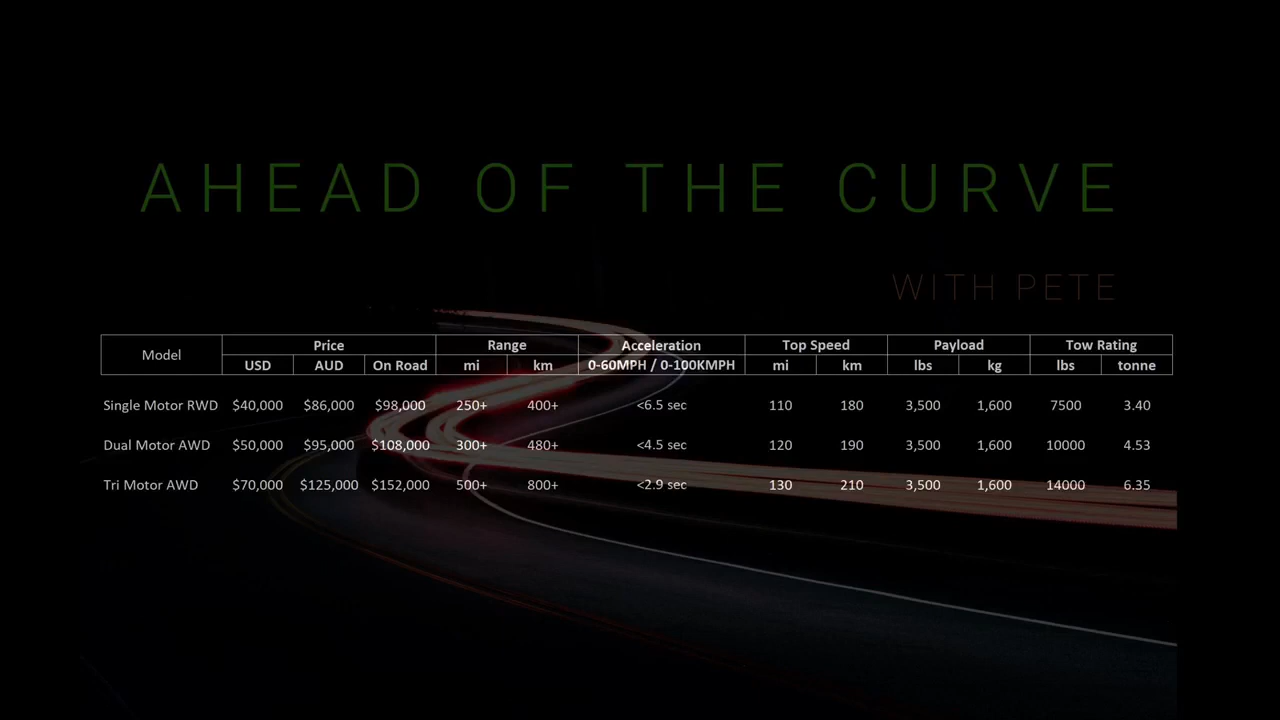 AHEAD OF THE CURVE
WITH PETE
Model Price Range Acceleration Top Speed Payload Tow Rating
USD AUD On Road mi km 0-60MPH / 0-100KMPH mi km lbs kg lbs tonne
Single Motor RWD $40,000 $86,000 $98,000 250+ 400+ <6.5 sec 110 180 3,500 1,600 7500 3.40
Dual Motor AWD $50,000 $95,000 $108,000 300+ 480+ <4.5 sec 120 190 3,500 1,600 10000 4.53
Tri Motor AWD $70,000 $125,000 $152,000 500+ 800+ <2.9 sec 130 210 3,500 1,600 14000 6.35